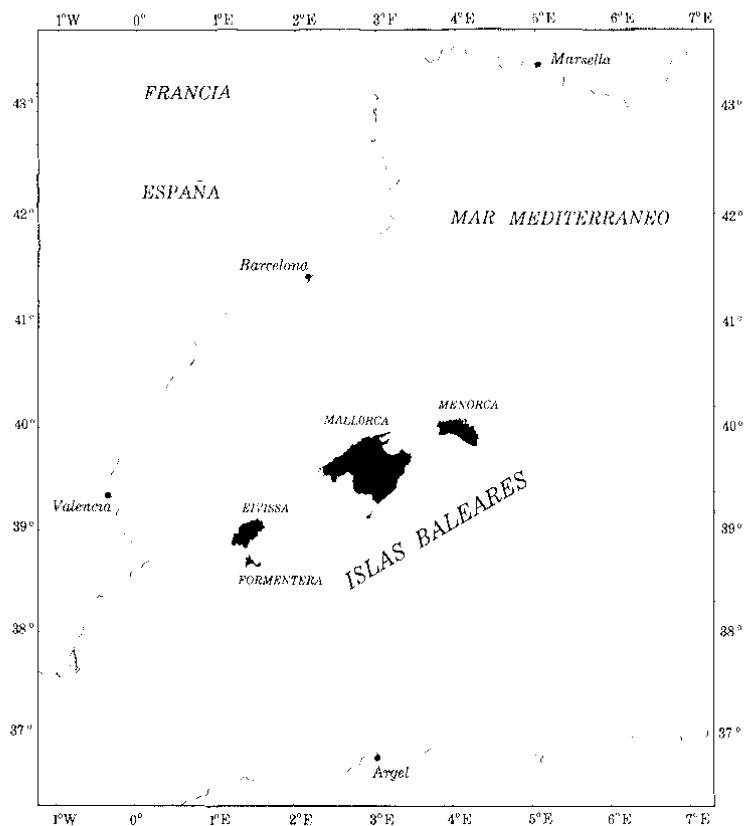 1°W 0° 1°E 2°E 3°E 4°E 5°E 6°E 7°E
Marsella
FRANCIA
43° 43°
ESPAÑA
42° MAR MEDITERRANEO 42°
Barcelona
41° 41°
MENORCA
MALLORCA
40° 40°
Valencia
EIVISSA
ISLAS BALEARES
39° 39°
FORMENTERA
38° 38°
37° 37°
Argel
1°W 0° 1°E 2°E 3°E 4°E 5°E 6°E 7°E